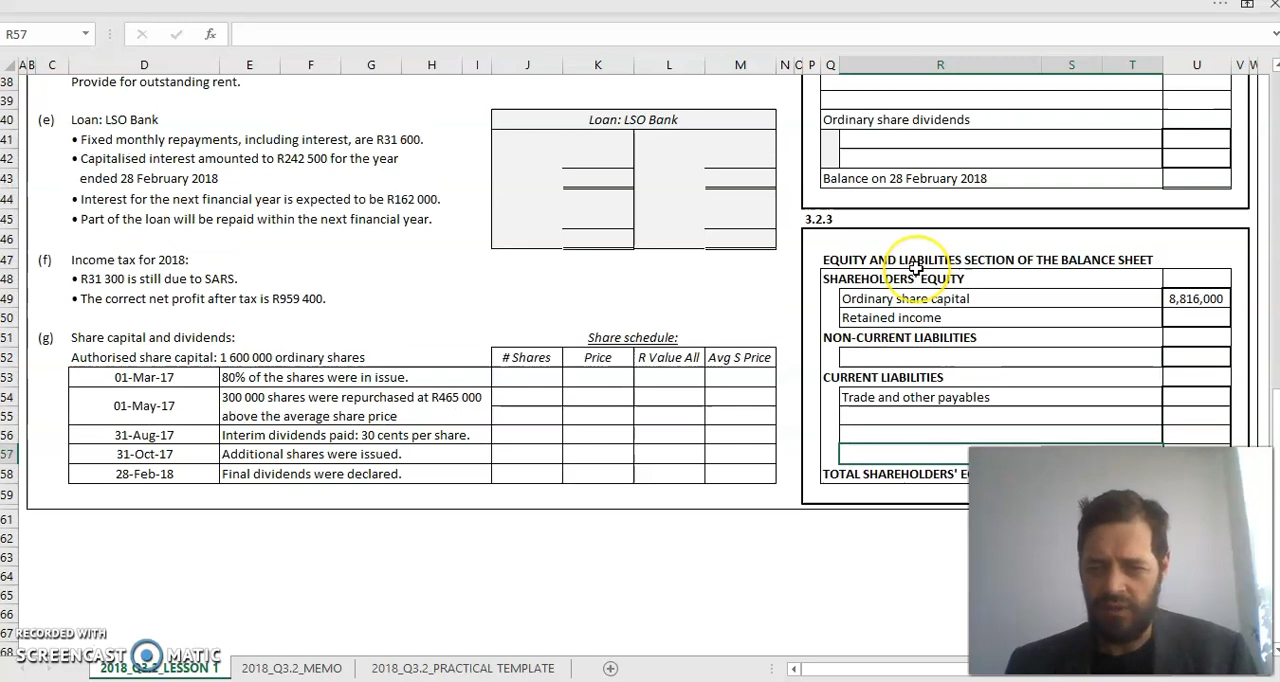 R57
fx
A B C D E F G H I J K L M N O P Q R S T U V W
38 Provide for outstanding rent.
39
40 (e) Loan: LSO Bank
41 • Fixed monthly repayments, including interest, are R31 600.
42 • Capitalised interest amounted to R242 500 for the year
43 ended 28 February 2018
44 • Interest for the next financial year is expected to be R162 000.
45 • Part of the loan will be repaid within the next financial year.
46
47 (f) Income tax for 2018:
48 • R31 300 is still due to SARS.
49 • The correct net profit after tax is R959 400.
50
51 (g) Share capital and dividends: Share schedule:
52 Authorised share capital: 1 600 000 ordinary shares # Shares Price R Value All Avg S Price
53 01-Mar-17 80% of the shares were in issue.
54 01-May-17 300 000 shares were repurchased at R465 000
55 above the average share price
56 31-Aug-17 Interim dividends paid: 30 cents per share.
57 31-Oct-17 Additional shares were issued.
58 28-Feb-18 Final dividends were declared.
59
61
62
63
64
65
66
67
68
Loan: LSO Bank
Ordinary share dividends
Balance on 28 February 2018
3.2.3
EQUITY AND LIABILITIES SECTION OF THE BALANCE SHEET
SHAREHOLDERS' EQUITY
Ordinary share capital 8,816,000
Retained income
NON-CURRENT LIABILITIES
CURRENT LIABILITIES
Trade and other payables
TOTAL SHAREHOLDERS'
RECORDED WITH
SCREENCAST MATIC
2018_Q3.2_LESSON 1 2018_Q3.2_MEMO 2018_Q3.2_PRACTICAL TEMPLATE